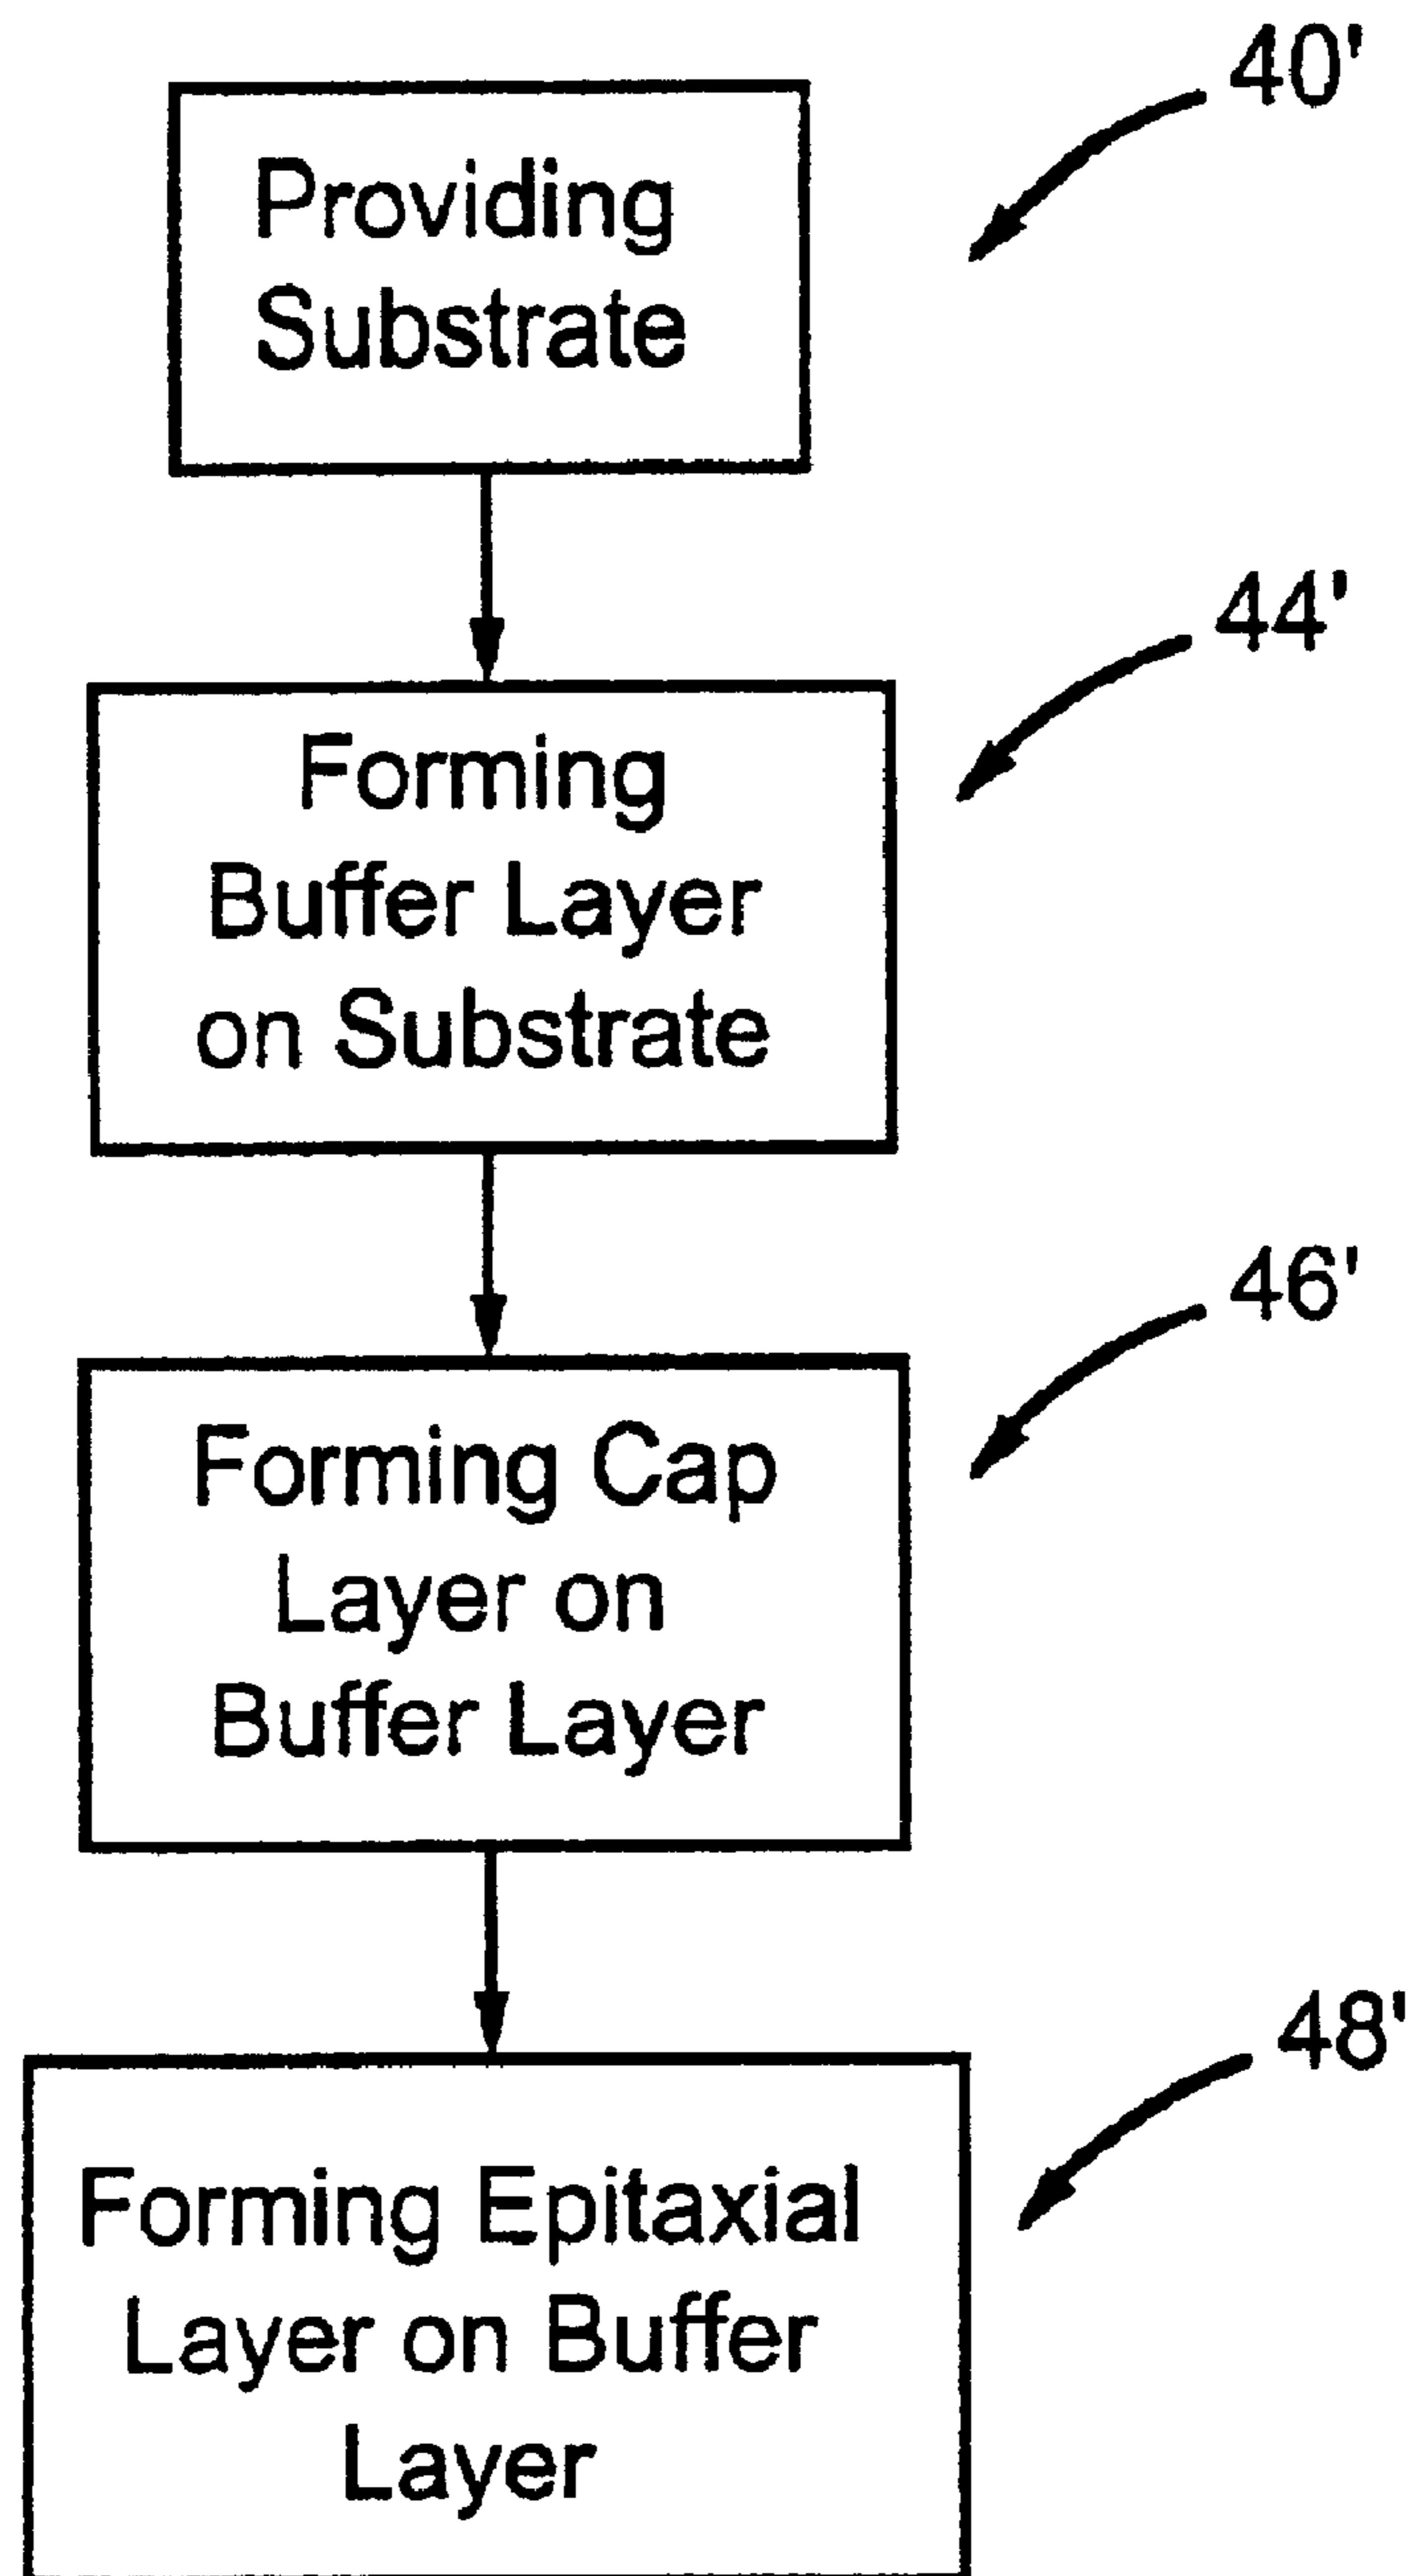 40'
Providing
Substrate
44'
Forming
Buffer Layer
on Substrate
46'
Forming Cap
Layer on
Buffer Layer
48'
Forming Epitaxial
Layer on Buffer
Layer